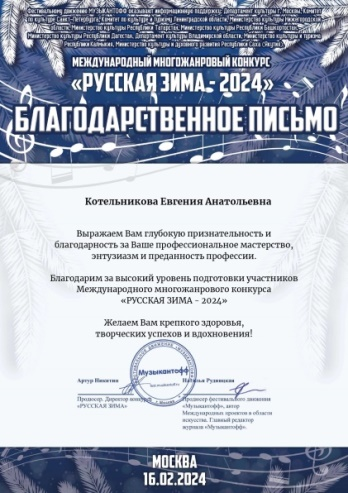 Фестивальному движению МУЗЫКАНТОФФ оказывают информационную поддержку: Департамент культуры г. Москвы, Комитет
по культуре Санкт-Петербурга, Комитет по культуре и туризму Ленинградской области, Министерство культуры Нижегородской
области, Министерство культуры Республики Татарстан, Министерство культуры Республики Башкортостан,
Министерство культуры Республики Дагестан, Департамент культуры Владимирской области, Министерство культуры и туризма
Республики Калмыкия, Министерство культуры и духовного развития Республики Саха (Якутия).
МЕЖДУНАРОДНЫЙ МНОГОЖАНРОВЫЙ КОНКУРС
«РУССКАЯ ЗИМА - 2024»
БЛАГОДАРСТВЕННОЕ ПИСЬМО
Котельникова Евгения Анатольевна
Выражаем Вам глубокую признательность и
благодарность за Ваше профессиональное мастерство,
энтузиазм и преданность профессии.
Благодарим за высокий уровень подготовки участников
Международного многожанрового конкурса
«РУССКАЯ ЗИМА - 2024»
Желаем Вам крепкого здоровья,
творческих успехов и вдохновения!
Музыкантофф
Артур Никитин
Наталья Рудовская
Продюсер. Директор конкурса
«РУССКАЯ ЗИМА»
Продюсер фестивального движения
«Музыкантофф», автор
Международных проектов в области
искусства. Главный редактор
журнала «Музыкантофф».
МОСКВА
16.02.2024